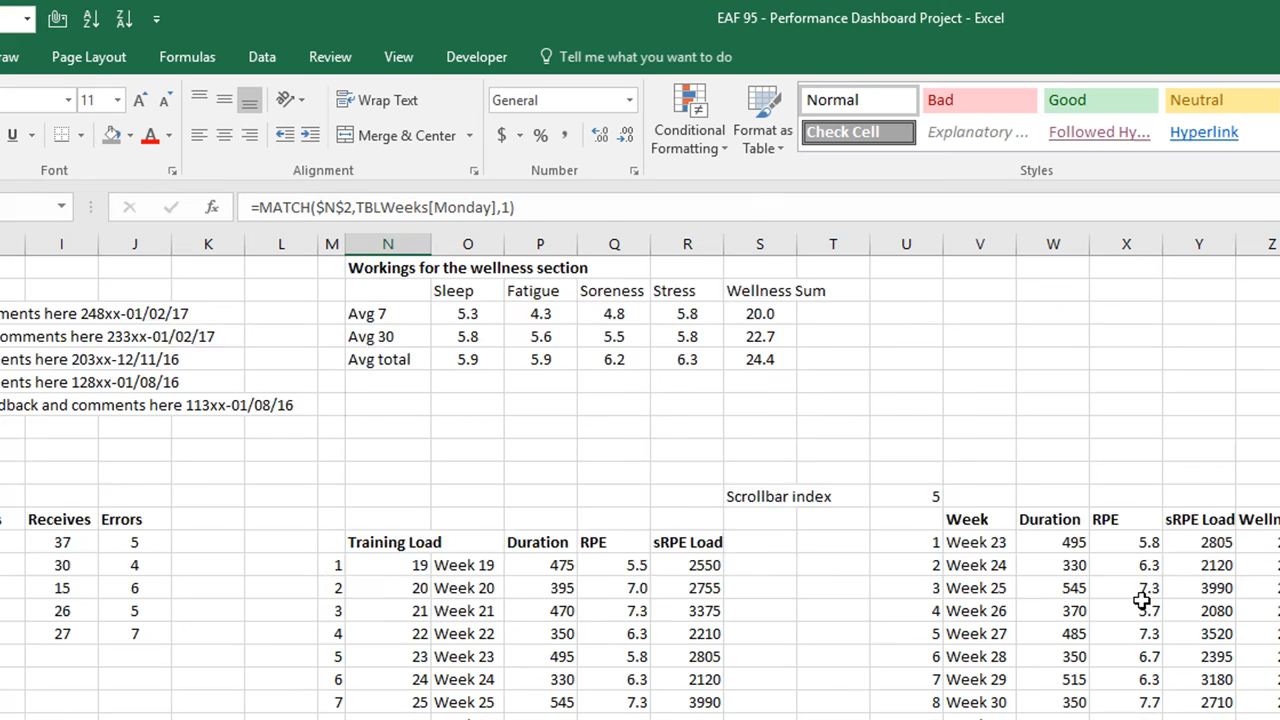 EAF 95 - Performance Dashboard Project - Excel
Page Layout Formulas Data Review View Developer Tell me what you want to do
11 A A Wrap Text General Normal Bad Good Neutral
U A Merge & Center $ % , Conditional Formatting Format as Table Check Cell Explanatory ... Followed Hy... Hyperlink
Font Alignment Number Styles
fx =MATCH($N$2,TBLWeeks[Monday],1)
I J K L M N O P Q R S T U V W X Y Z
Workings for the wellness section
Sleep Fatigue Soreness Stress Wellness Sum
here 248xx-01/02/17 Avg 7 5.3 4.3 4.8 5.8 20.0
comments here 233xx-01/02/17 Avg 30 5.8 5.6 5.5 5.8 22.7
here 203xx-12/11/16 Avg total 5.9 5.9 6.2 6.3 24.4
here 128xx-01/08/16
and comments here 113xx-01/08/16
Scrollbar index 5
Receives Errors Week Duration RPE sRPE Load
37 5 Training Load Duration RPE sRPE Load 1 Week 23 495 5.8 2805
30 4 1 19 Week 19 475 5.5 2550 2 Week 24 330 6.3 2120
15 6 2 20 Week 20 395 7.0 2755 3 Week 25 545 7.3 3990
26 5 3 21 Week 21 470 7.3 3375 4 Week 26 370 5.7 2080
27 7 4 22 Week 22 350 6.3 2210 5 Week 27 485 7.3 3520
5 23 Week 23 495 5.8 2805 6 Week 28 350 6.7 2395
6 24 Week 24 330 6.3 2120 7 Week 29 515 6.3 3180
7 25 Week 25 545 7.3 3990 8 Week 30 350 7.7 2710